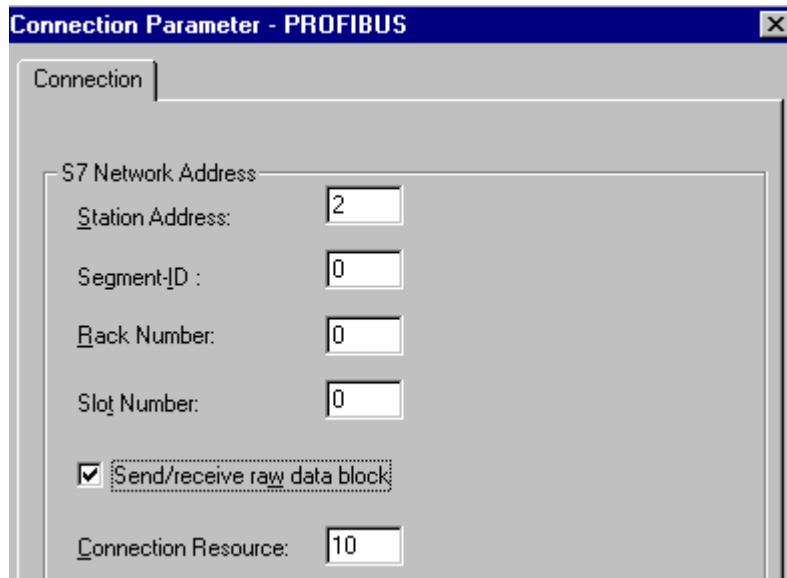 Connection Parameter - PROFIBUS
Connection
S7 Network Address
Station Address: 2
Segment-ID : 0
Rack Number: 0
Slot Number: 0
Send/receive raw data block
Connection Resource: 10